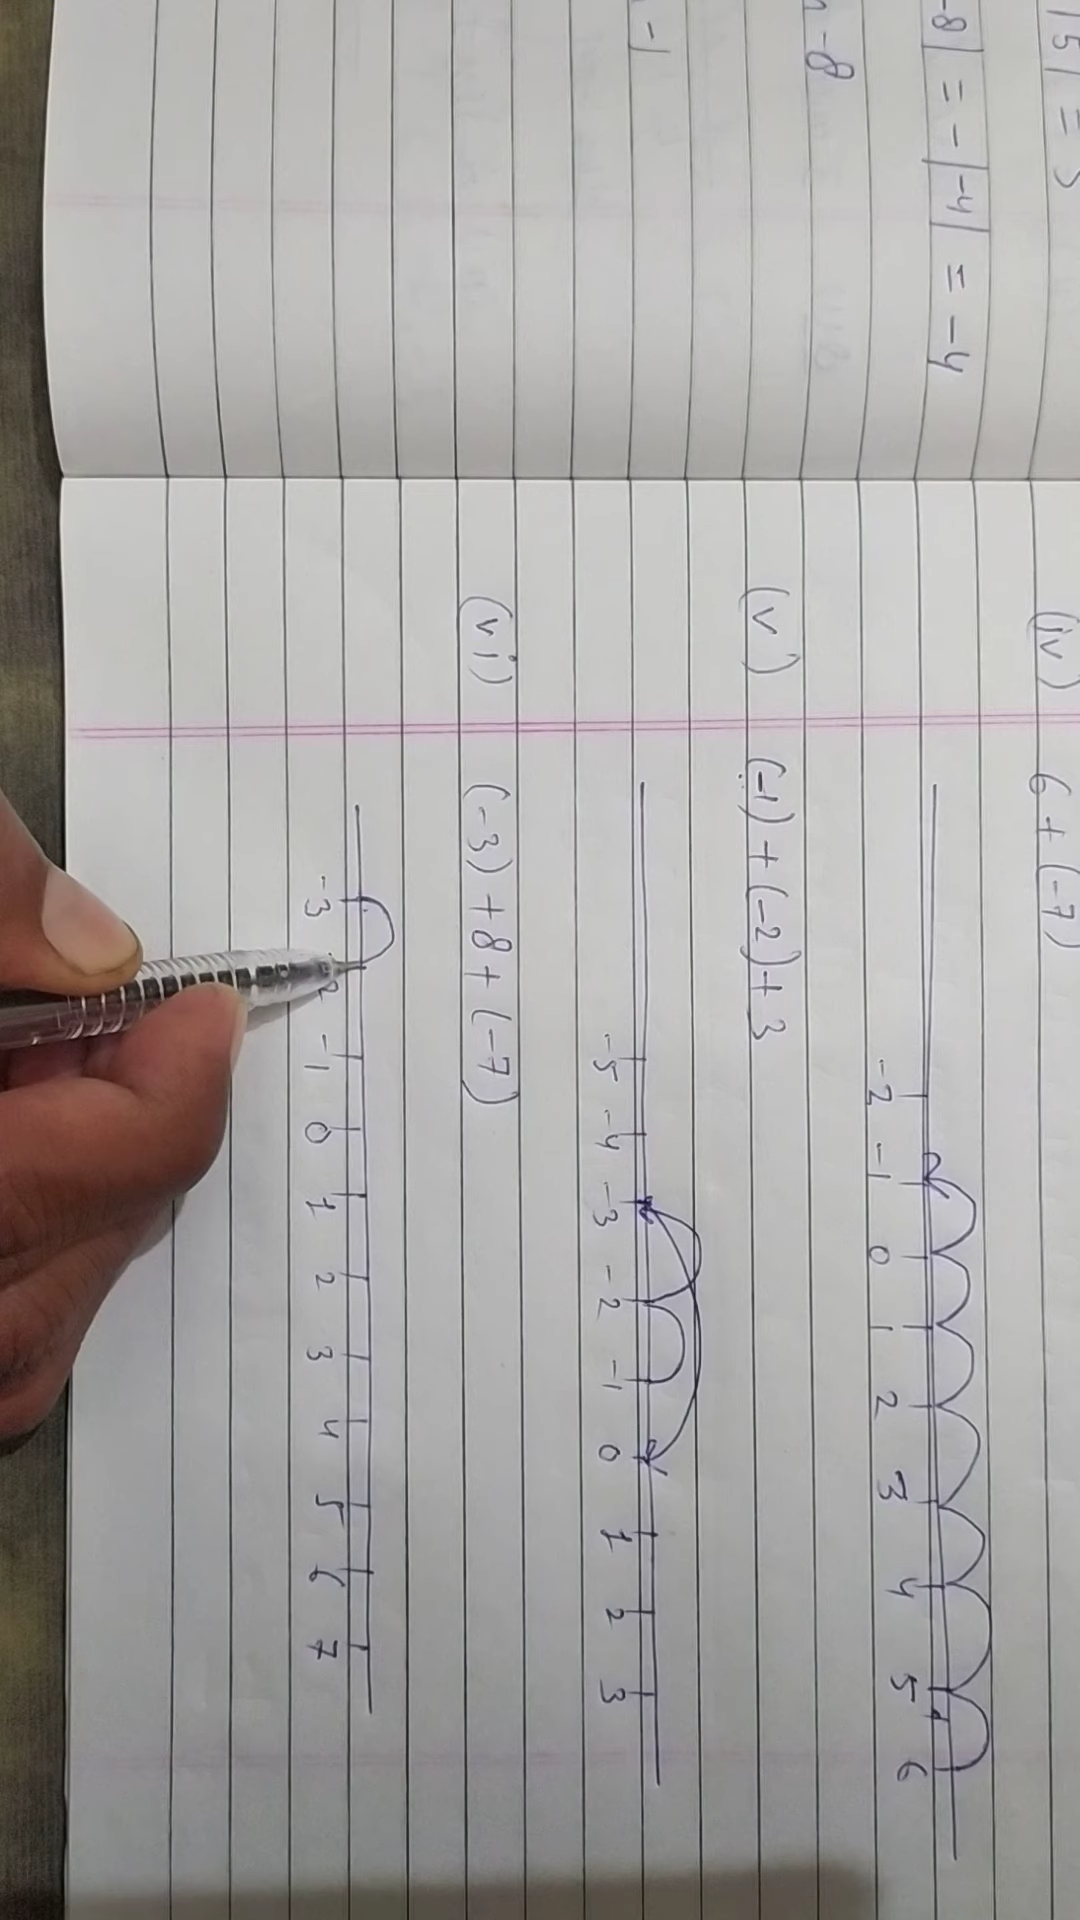 15| = 5
-8| = -|-4| = -4
-8
-1
(iv) 6 + (-7)
-2 -1 0 1 2 3 4 5 6
(v) (-1) + (-2) + 3
-5 -4 -3 -2 -1 0 1 2 3
(vi) (-3) + 8 + (-7)
-3 2 -1 0 1 2 3 4 5 6 7